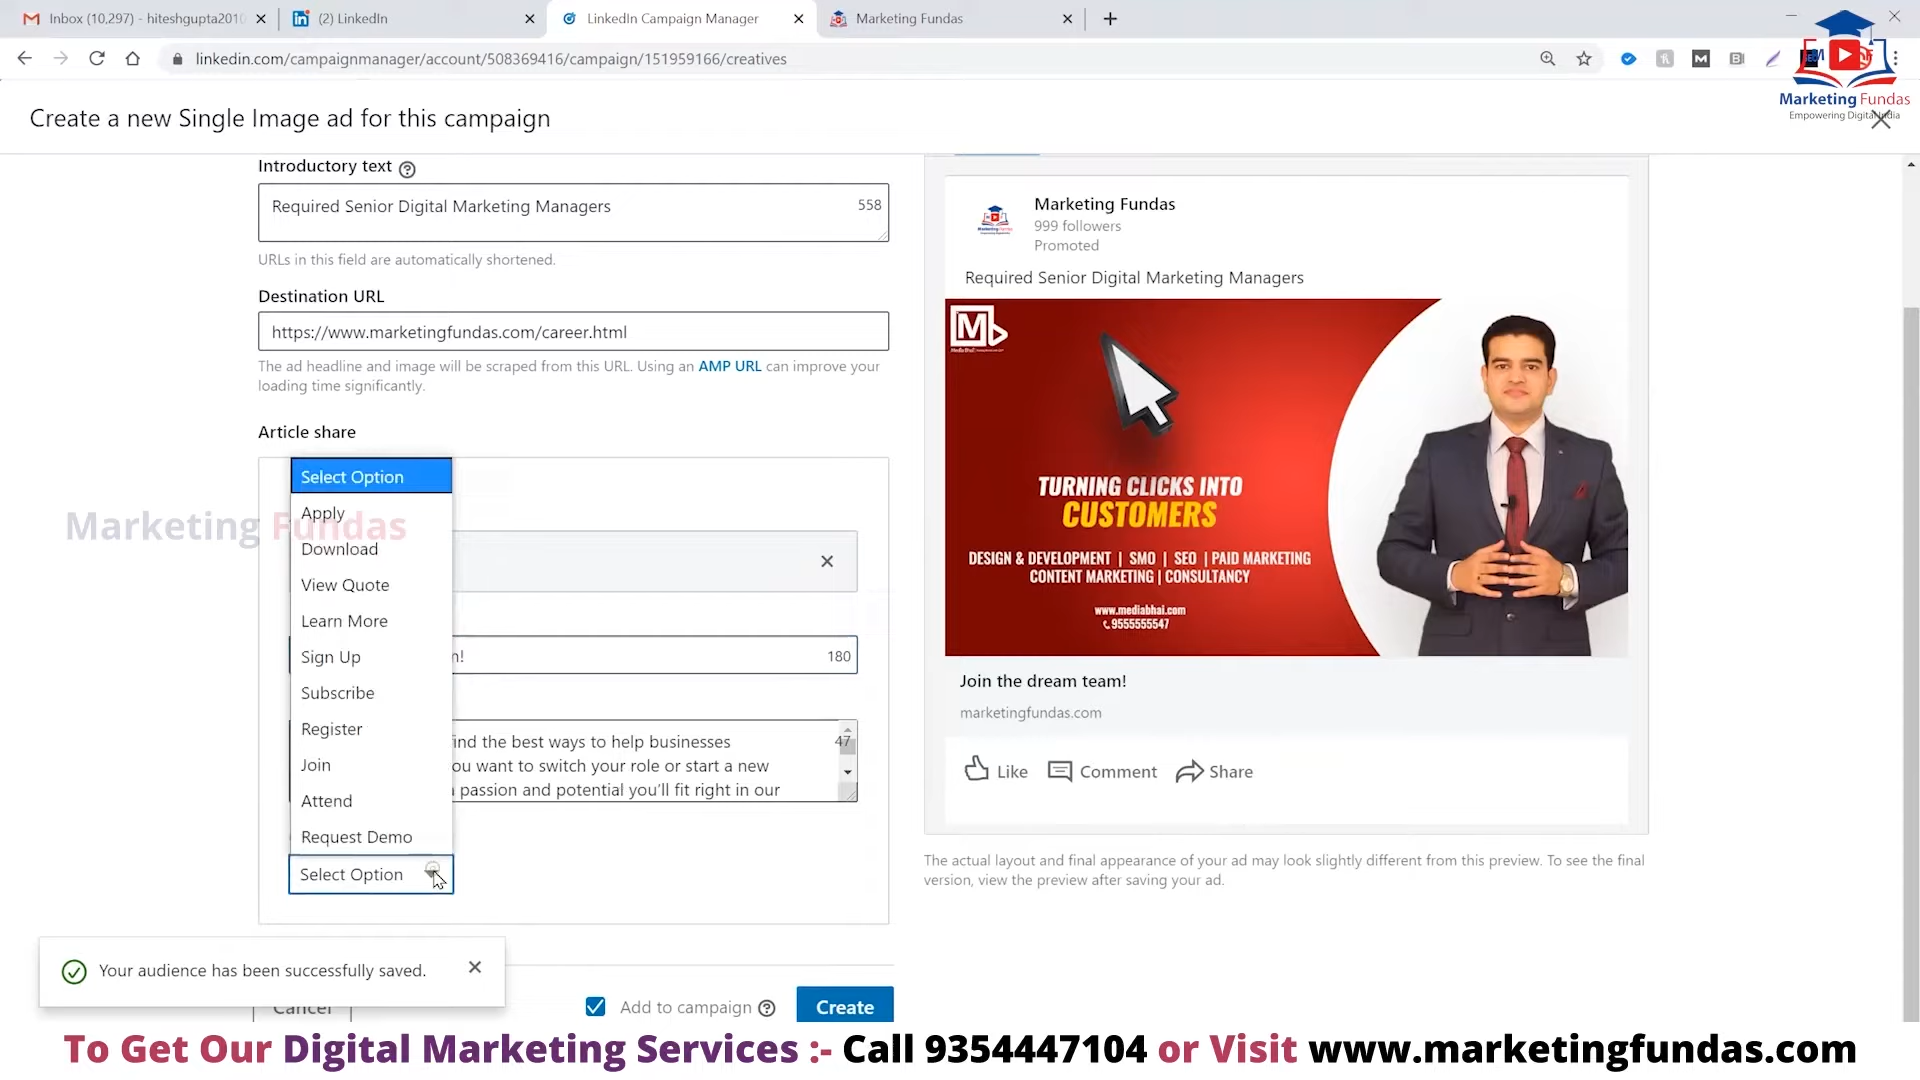 Inbox (10,297) - hiteshgupta2010
(2) LinkedIn
LinkedIn Campaign Manager
Marketing Fundas
linkedin.com/campaignmanager/account/508369416/campaign/151959166/creatives
Marketing Fundas
Empowering Digital India
Create a new Single Image ad for this campaign
Introductory text
Required Senior Digital Marketing Managers
558
URLs in this field are automatically shortened.
Destination URL
https://www.marketingfundas.com/career.html
The ad headline and image will be scraped from this URL. Using an AMP URL can improve your
loading time significantly.
Article share
Select Option
Apply
Marketing Fundas
Download
View Quote
Learn More
Sign Up
n!
180
Subscribe
Register
find the best ways to help businesses
47
Join
ou want to switch your role or start a new
passion and potential you'll fit right in our
Attend
Request Demo
Select Option
Your audience has been successfully saved.
Cancel
Add to campaign
Create
Marketing Fundas
999 followers
Promoted
Required Senior Digital Marketing Managers
M
TURNING CLICKS INTO
CUSTOMERS
DESIGN & DEVELOPMENT | SMO | SEO | PAID MARKETING
CONTENT MARKETING | CONSULTANCY
www.mediabhai.com
9555555547
Join the dream team!
marketingfundas.com
Like
Comment
Share
The actual layout and final appearance of your ad may look slightly different from this preview. To see the final
version, view the preview after saving your ad.
To Get Our Digital Marketing Services :- Call 9354447104 or Visit www.marketingfundas.com